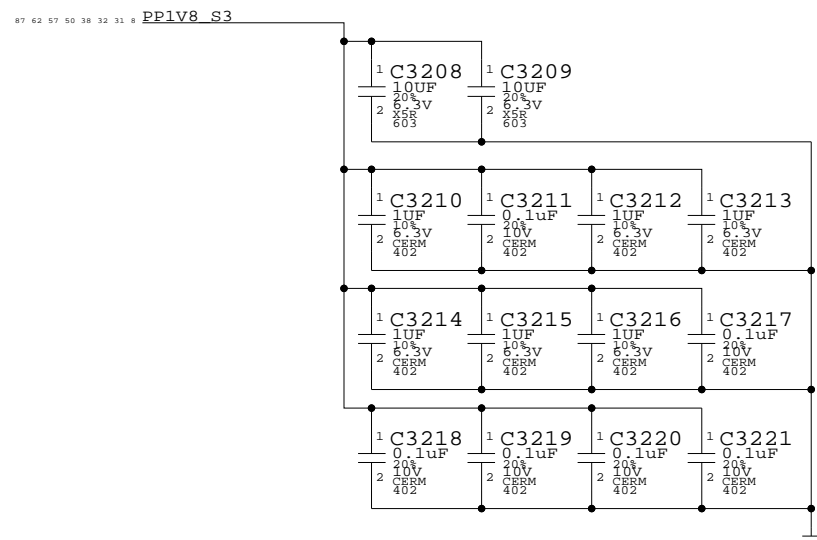 87 62 57 50 38 32 31 8 PP1V8_S3
1 C3208 1 C3209
10UF 10UF
20% 20%
6.3V 6.3V
2 X5R 2 X5R
603 603
1 C3210 1 C3211 1 C3212 1 C3213
1UF 0.1uF 1UF 1UF
10% 20% 10% 10%
6.3V 10V 6.3V 6.3V
2 CERM 2 CERM 2 CERM 2 CERM
402 402 402 402
1 C3214 1 C3215 1 C3216 1 C3217
1UF 1UF 1UF 0.1uF
10% 10% 10% 20%
6.3V 6.3V 6.3V 10V
2 CERM 2 CERM 2 CERM 2 CERM
402 402 402 402
1 C3218 1 C3219 1 C3220 1 C3221
0.1uF 0.1uF 0.1uF 0.1uF
20% 20% 20% 20%
10V 10V 10V 10V
2 CERM 2 CERM 2 CERM 2 CERM
402 402 402 402